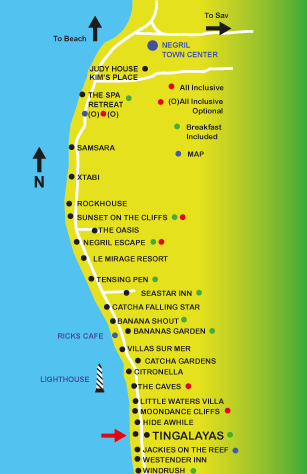 To Sav
To Beach
NEGRIL
TOWN CENTER
JUDY HOUSE
KIM'S PLACE
All Inclusive
THE SPA
RETREAT
(O) (O)
(O)All Inclusive
Optional
Breakfast
Included
MAP
SAMSARA
N
XTABI
ROCKHOUSE
SUNSET ON THE CLIFFS
THE OASIS
NEGRIL ESCAPE
LE MIRAGE RESORT
TENSING PEN
SEASTAR INN
CATCHA FALLING STAR
BANANA SHOUT
BANANAS GARDEN
RICKS CAFE
VILLAS SUR MER
CATCHA GARDENS
CITRONELLA
LIGHTHOUSE
THE CAVES
LITTLE WATERS VILLA
MOONDANCE CLIFFS
HIDE AWHILE
TINGALAYAS
JACKIES ON THE REEF
WESTENDER INN
WINDRUSH